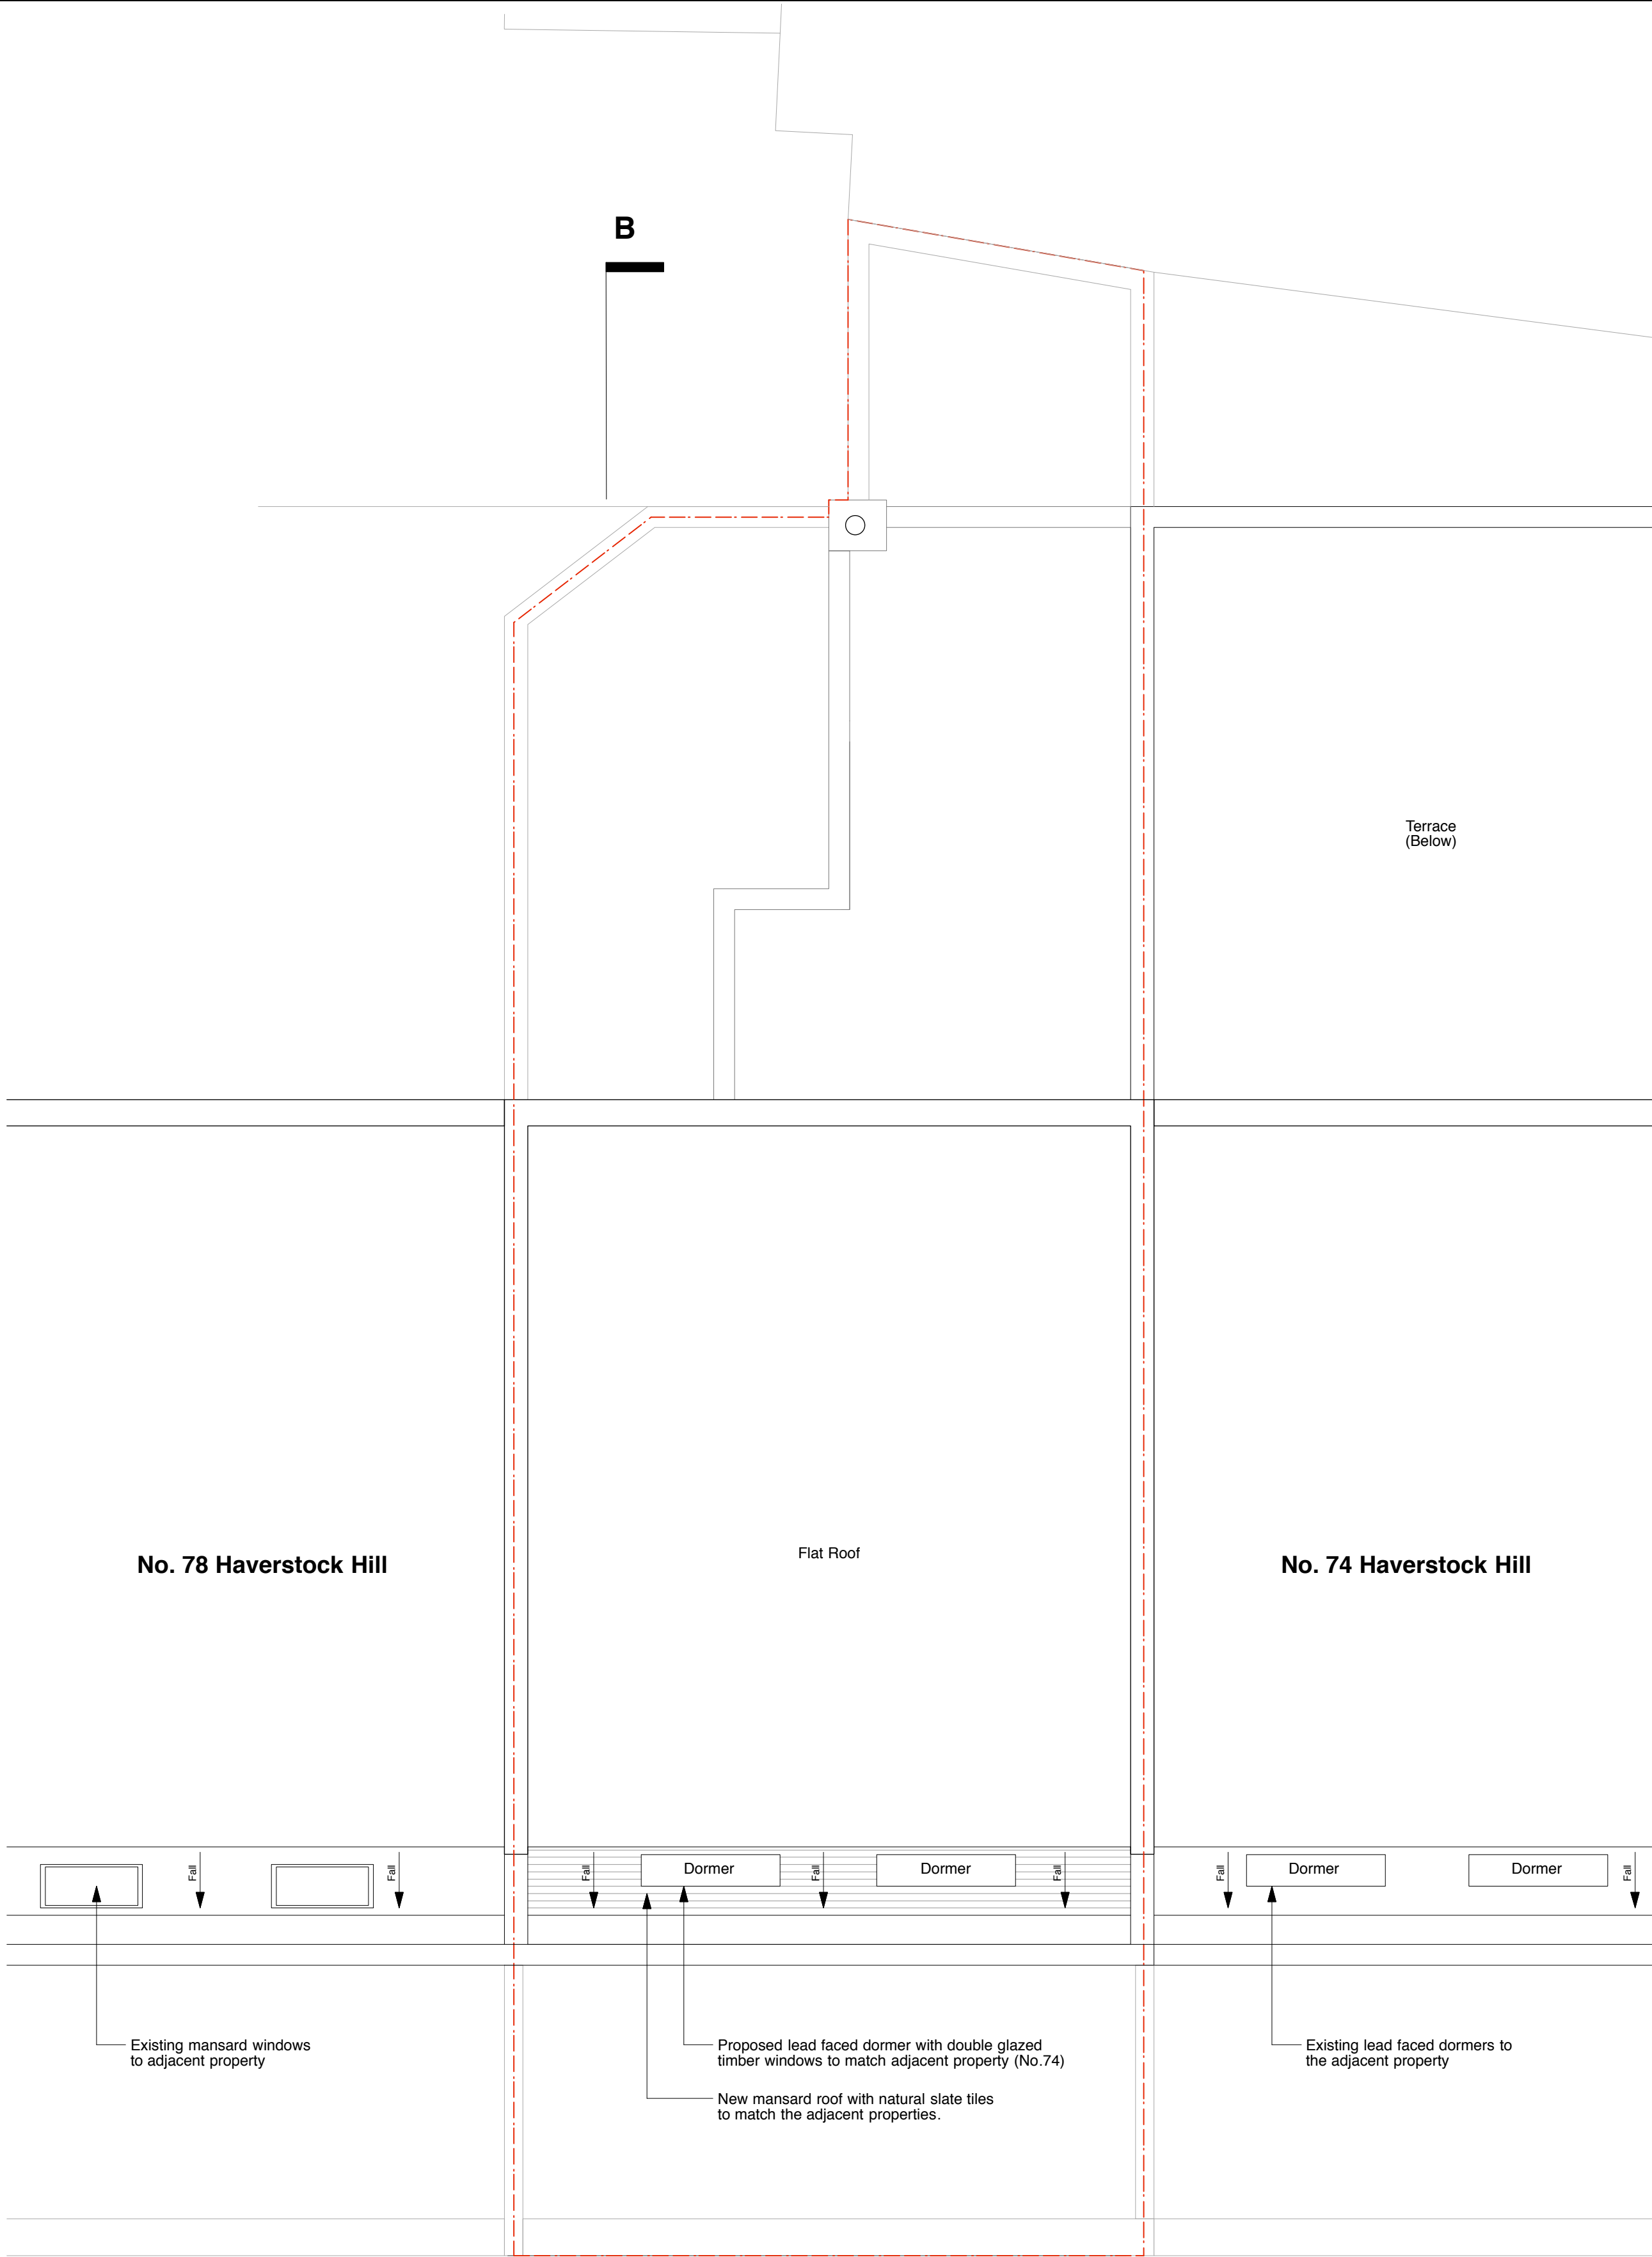 B
Terrace
(Below)
Flat Roof
No. 78 Haverstock Hill
No. 74 Haverstock Hill
Fall
Fall
Fall
Dormer
Fall
Dormer
Fall
Fall
Dormer
Dormer
Fall
Existing mansard windows
to adjacent property
Proposed lead faced dormer with double glazed
timber windows to match adjacent property (No.74)
New mansard roof with natural slate tiles
to match the adjacent properties.
Existing lead faced dormers to
the adjacent property